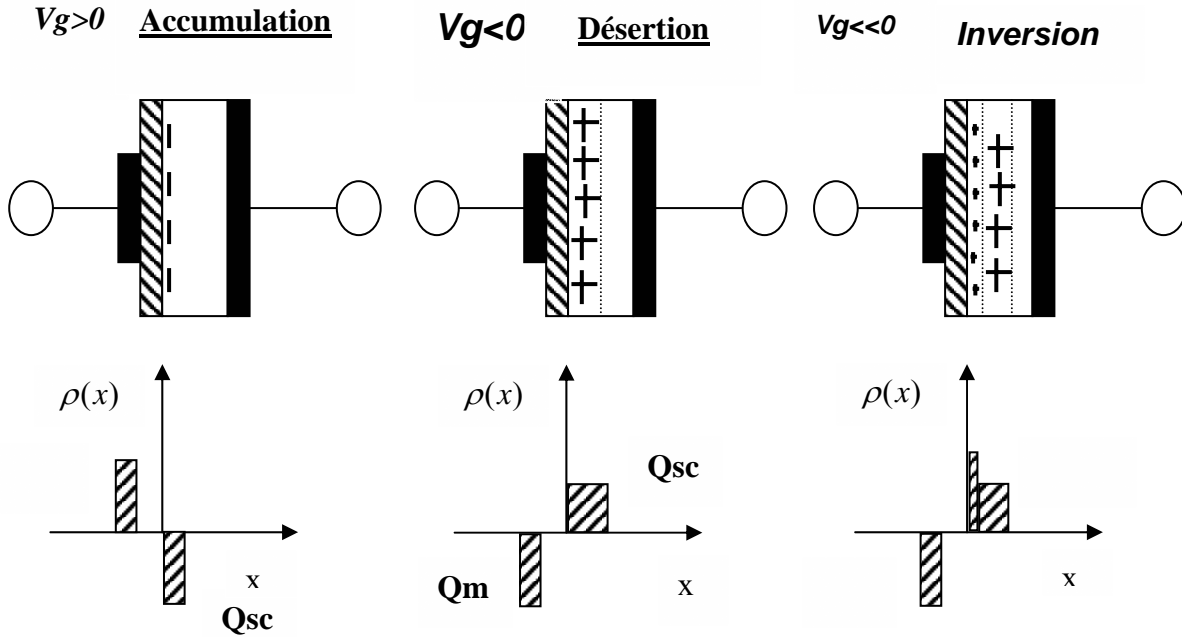 Vg>0 Accumulation
Vg<0 Désertion
Vg<<0 Inversion
ρ(x)
ρ(x)
ρ(x)
Qsc
Qm
x
x
x
Qsc